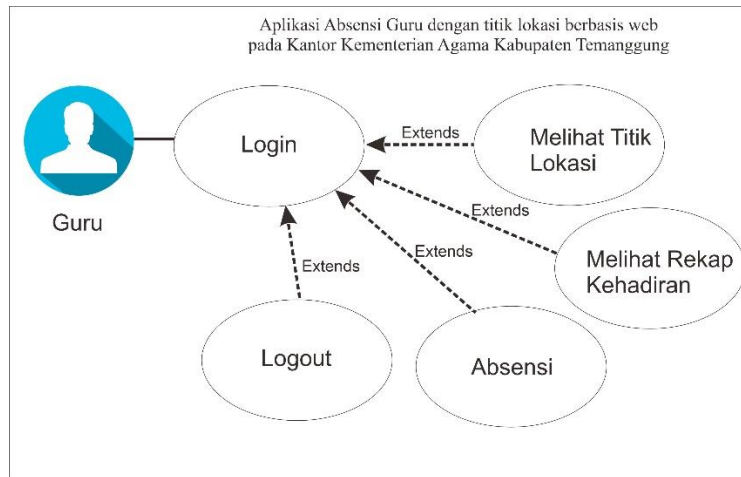 Aplikasi Absensi Guru dengan titik lokasi berbasis web
pada Kantor Kementerian Agama Kabupaten Temanggung
Login
Extends
Melihat Titik
Lokasi
Guru
Extends
Melihat Rekap
Kehadiran
Extends
Extends
Logout
Absensi